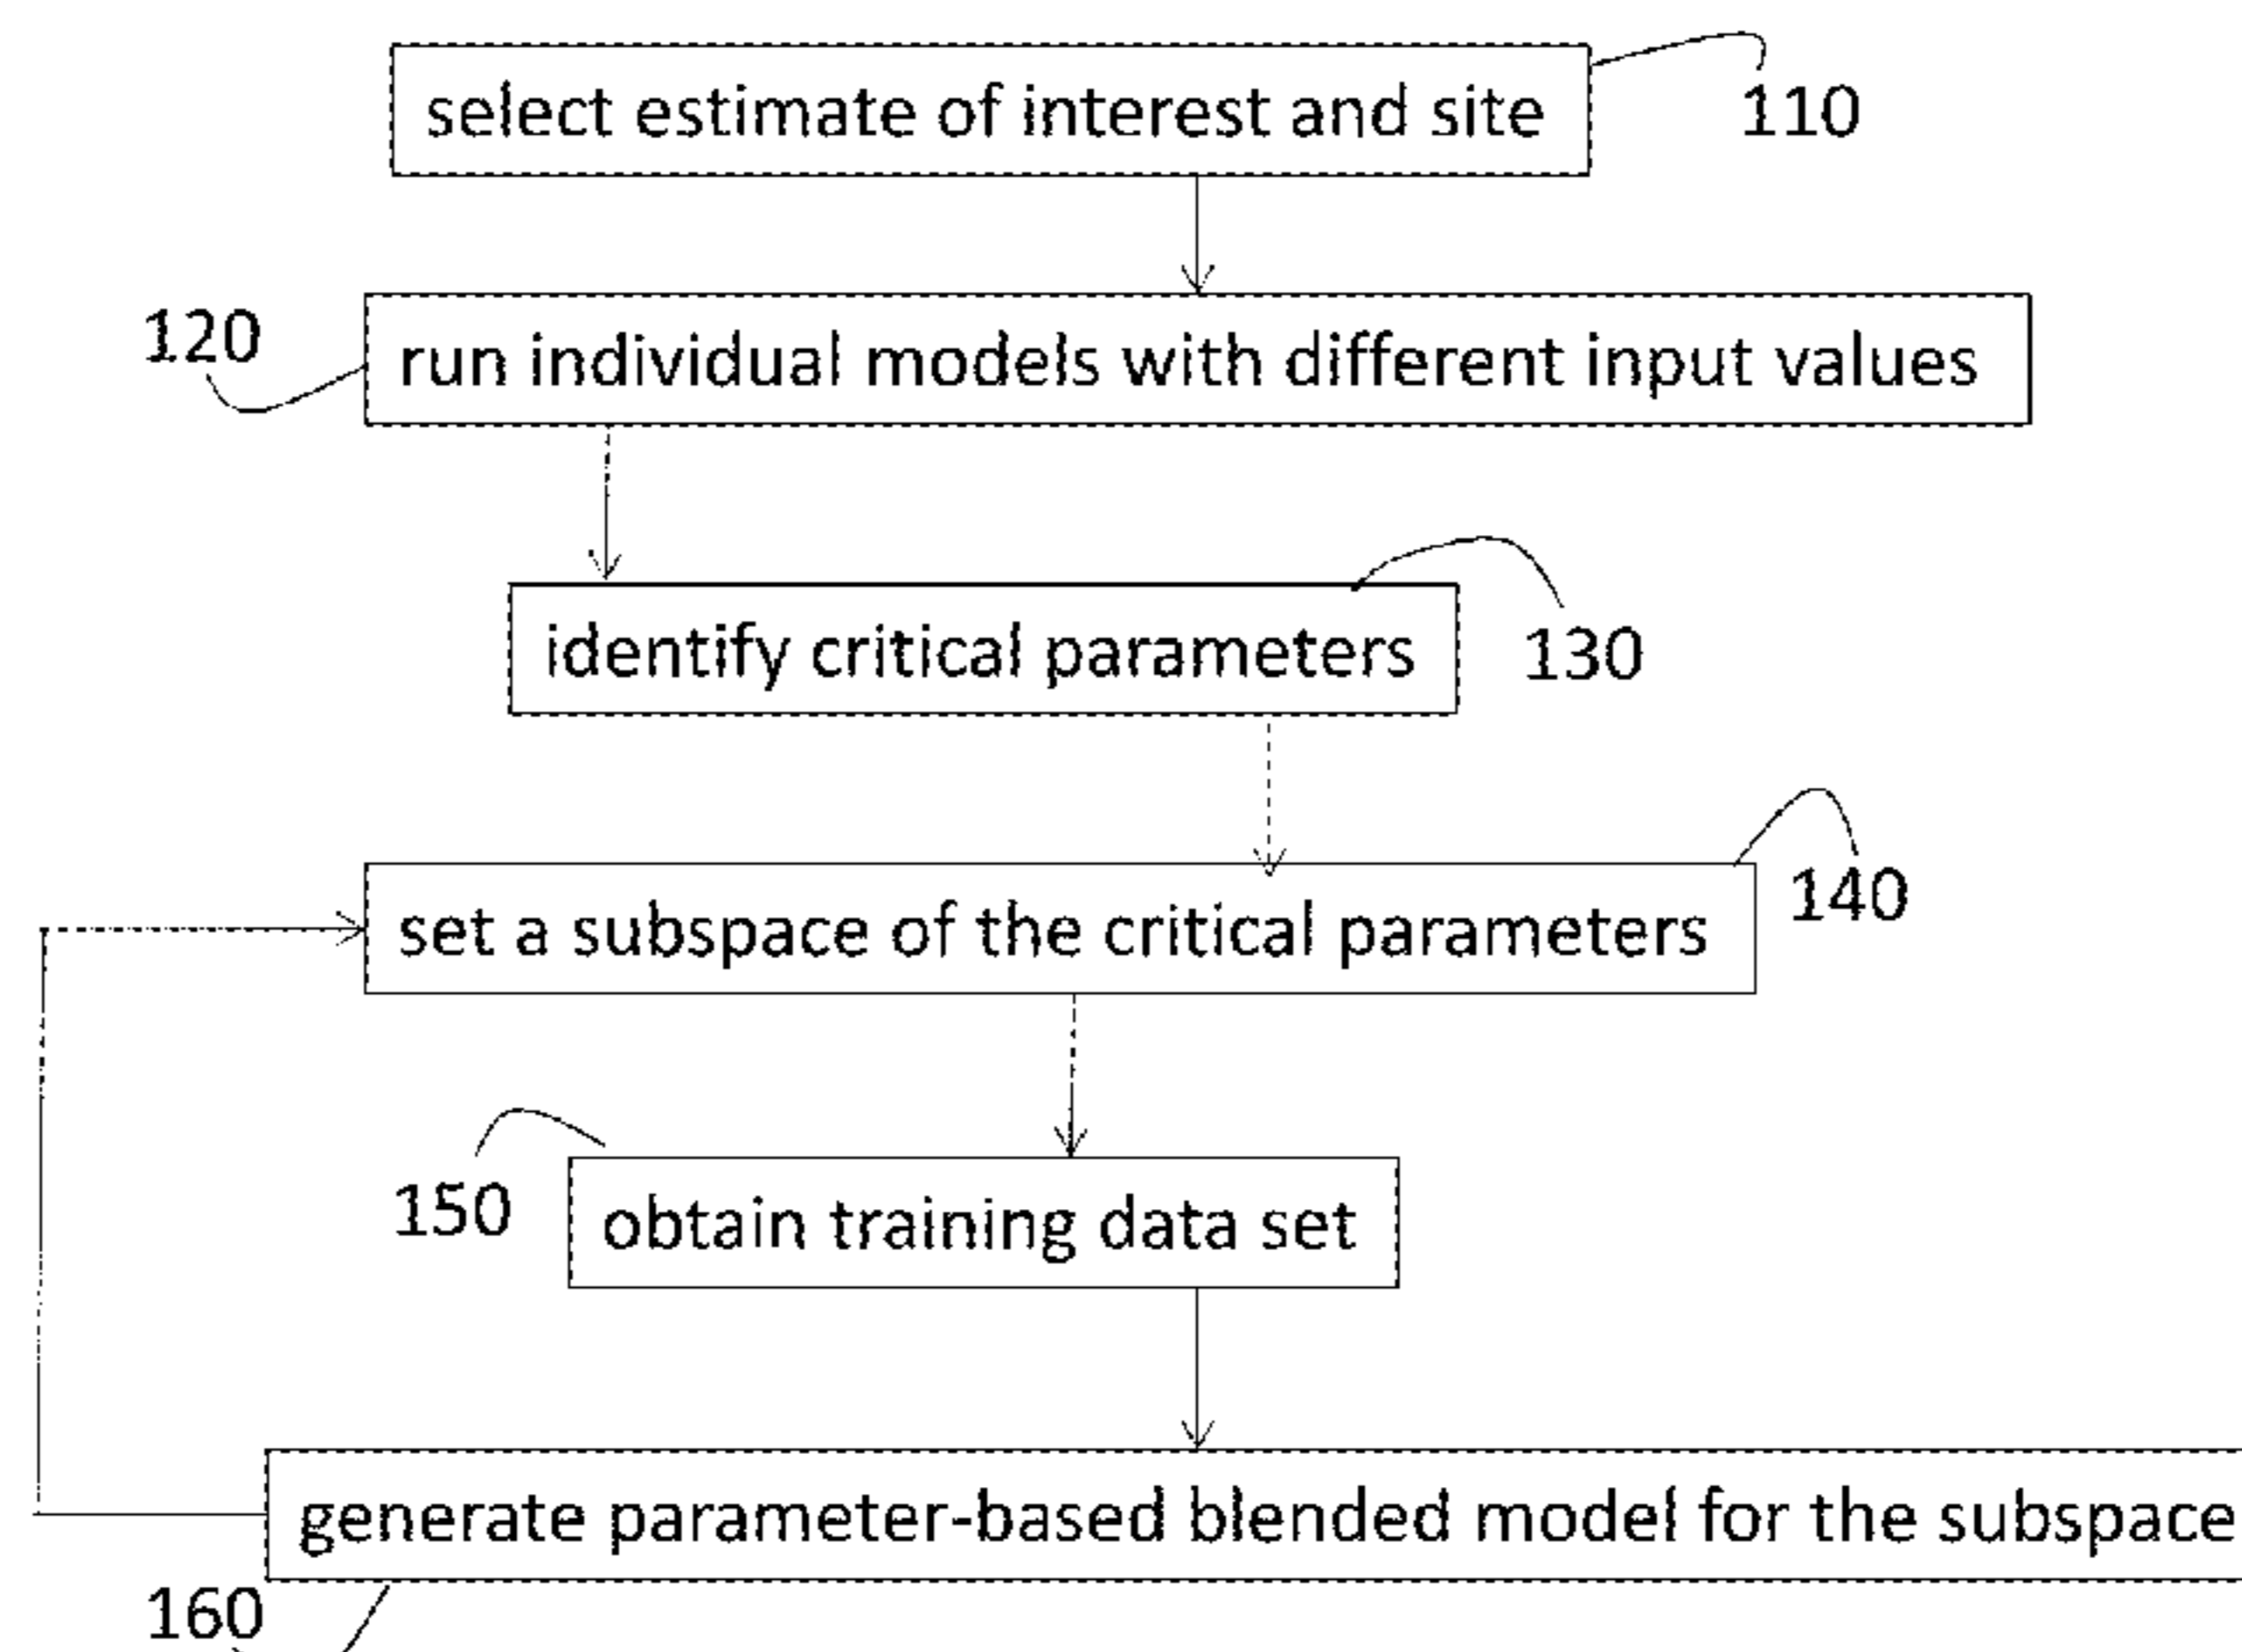 select estimate of interest and site
110
120
run individual models with different input values
identify critical parameters
130
set a subspace of the critical parameters
140
150
obtain training data set
generate parameter-based blended model for the subspace
160